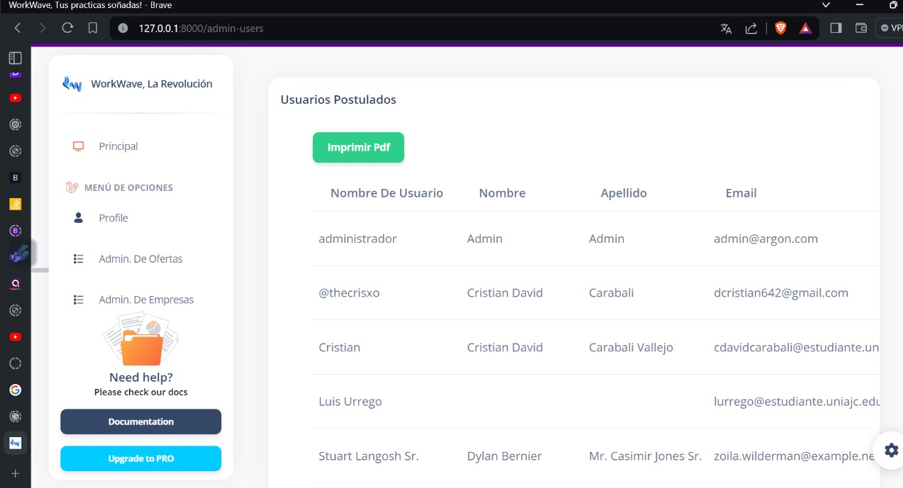 WorkWave, Tus practicas soñadas! - Brave
127.0.0.1:8000/admin-users
VPN
WorkWave, La Revolución
Principal
MENÚ DE OPCIONES
Profile
Admin. De Ofertas
Admin. De Empresas
Need help?
Please check our docs
Documentation
Upgrade to PRO
Usuarios Postulados
Imprimir Pdf
Nombre De Usuario Nombre Apellido Email
administrador Admin Admin admin@argon.com
@thecrisxo Cristian David Carabali dcristian642@gmail.com
Cristian Cristian David Carabali Vallejo cdavidcarabali@estudiante.un
Luis Urrego lurrego@estudiante.uniajc.edu
Stuart Langosh Sr. Dylan Bernier Mr. Casimir Jones Sr. zoila.wilderman@example.ne